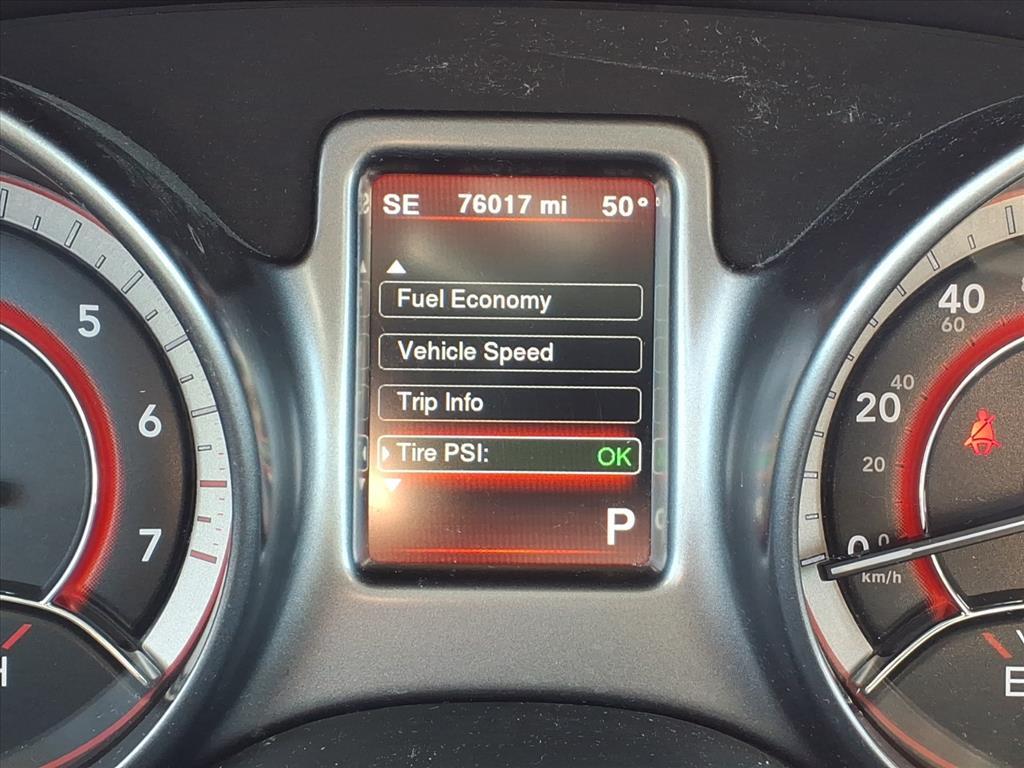 SE 76017 mi 50°
Fuel Economy
Vehicle Speed
Trip Info
Tire PSI: OK
P
5
6
7
H
40
60
40
20
20
0 0
km/h
E